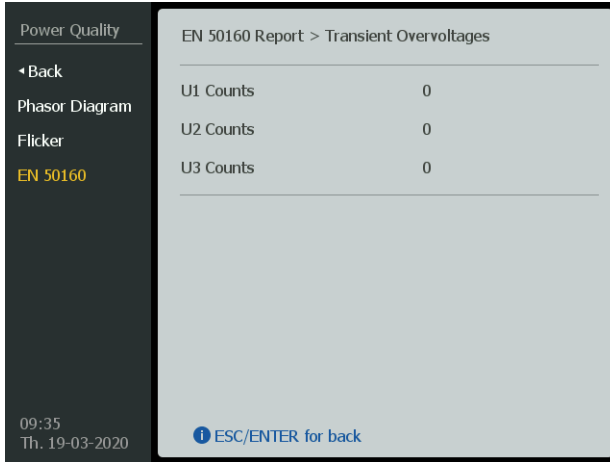 Power Quality
◂ Back
Phasor Diagram
Flicker
EN 50160
09:35
Th. 19-03-2020
EN 50160 Report > Transient Overvoltages
U1 Counts 0
U2 Counts 0
U3 Counts 0
ESC/ENTER for back